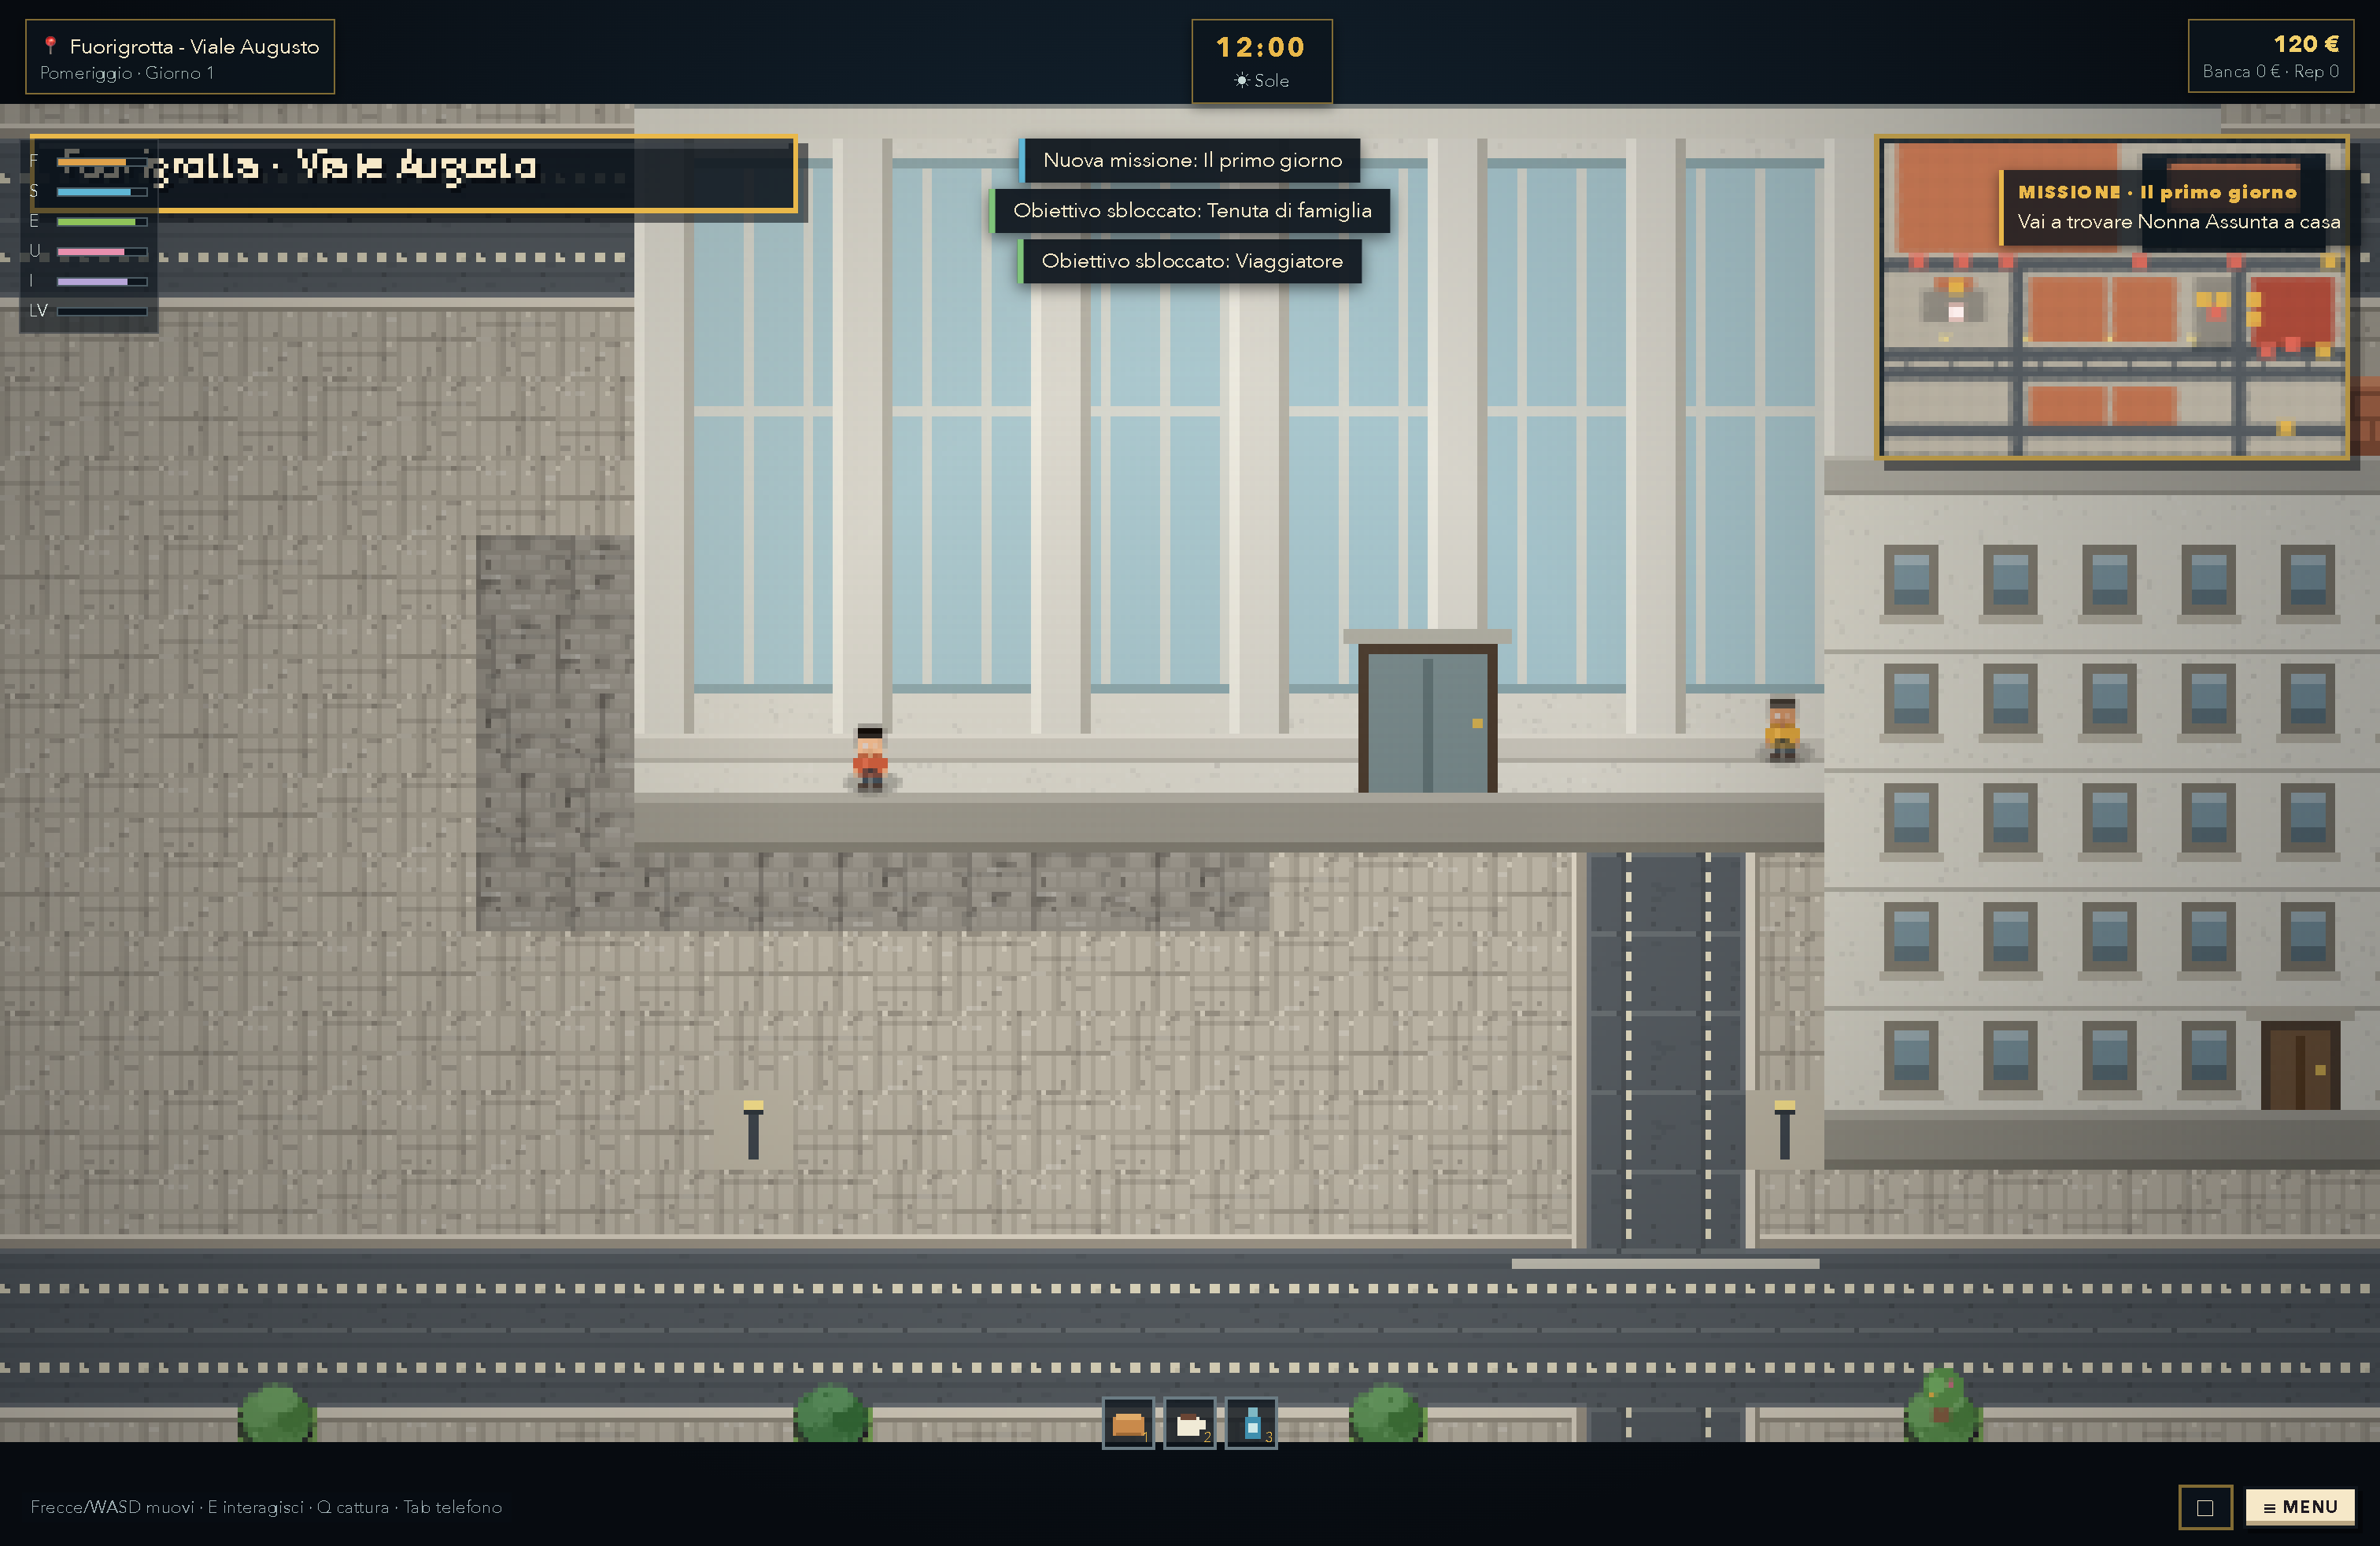 📍 Fuorigrotta - Viale Augusto
Pomeriggio · Giorno 1
12:00
☀ Sole
120 €
Banca 0 € · Rep 0
Viale Augusto
F
S
E
U
I
LV
Nuova missione: Il primo giorno
Obiettivo sbloccato: Tenuta di famiglia
Obiettivo sbloccato: Viaggiatore
MISSIONE · Il primo giorno
Vai a trovare Nonna Assunta a casa
1
2
3
Frecce/WASD muovi · E interagisci · Q cattura · Tab telefono
≡ MENU